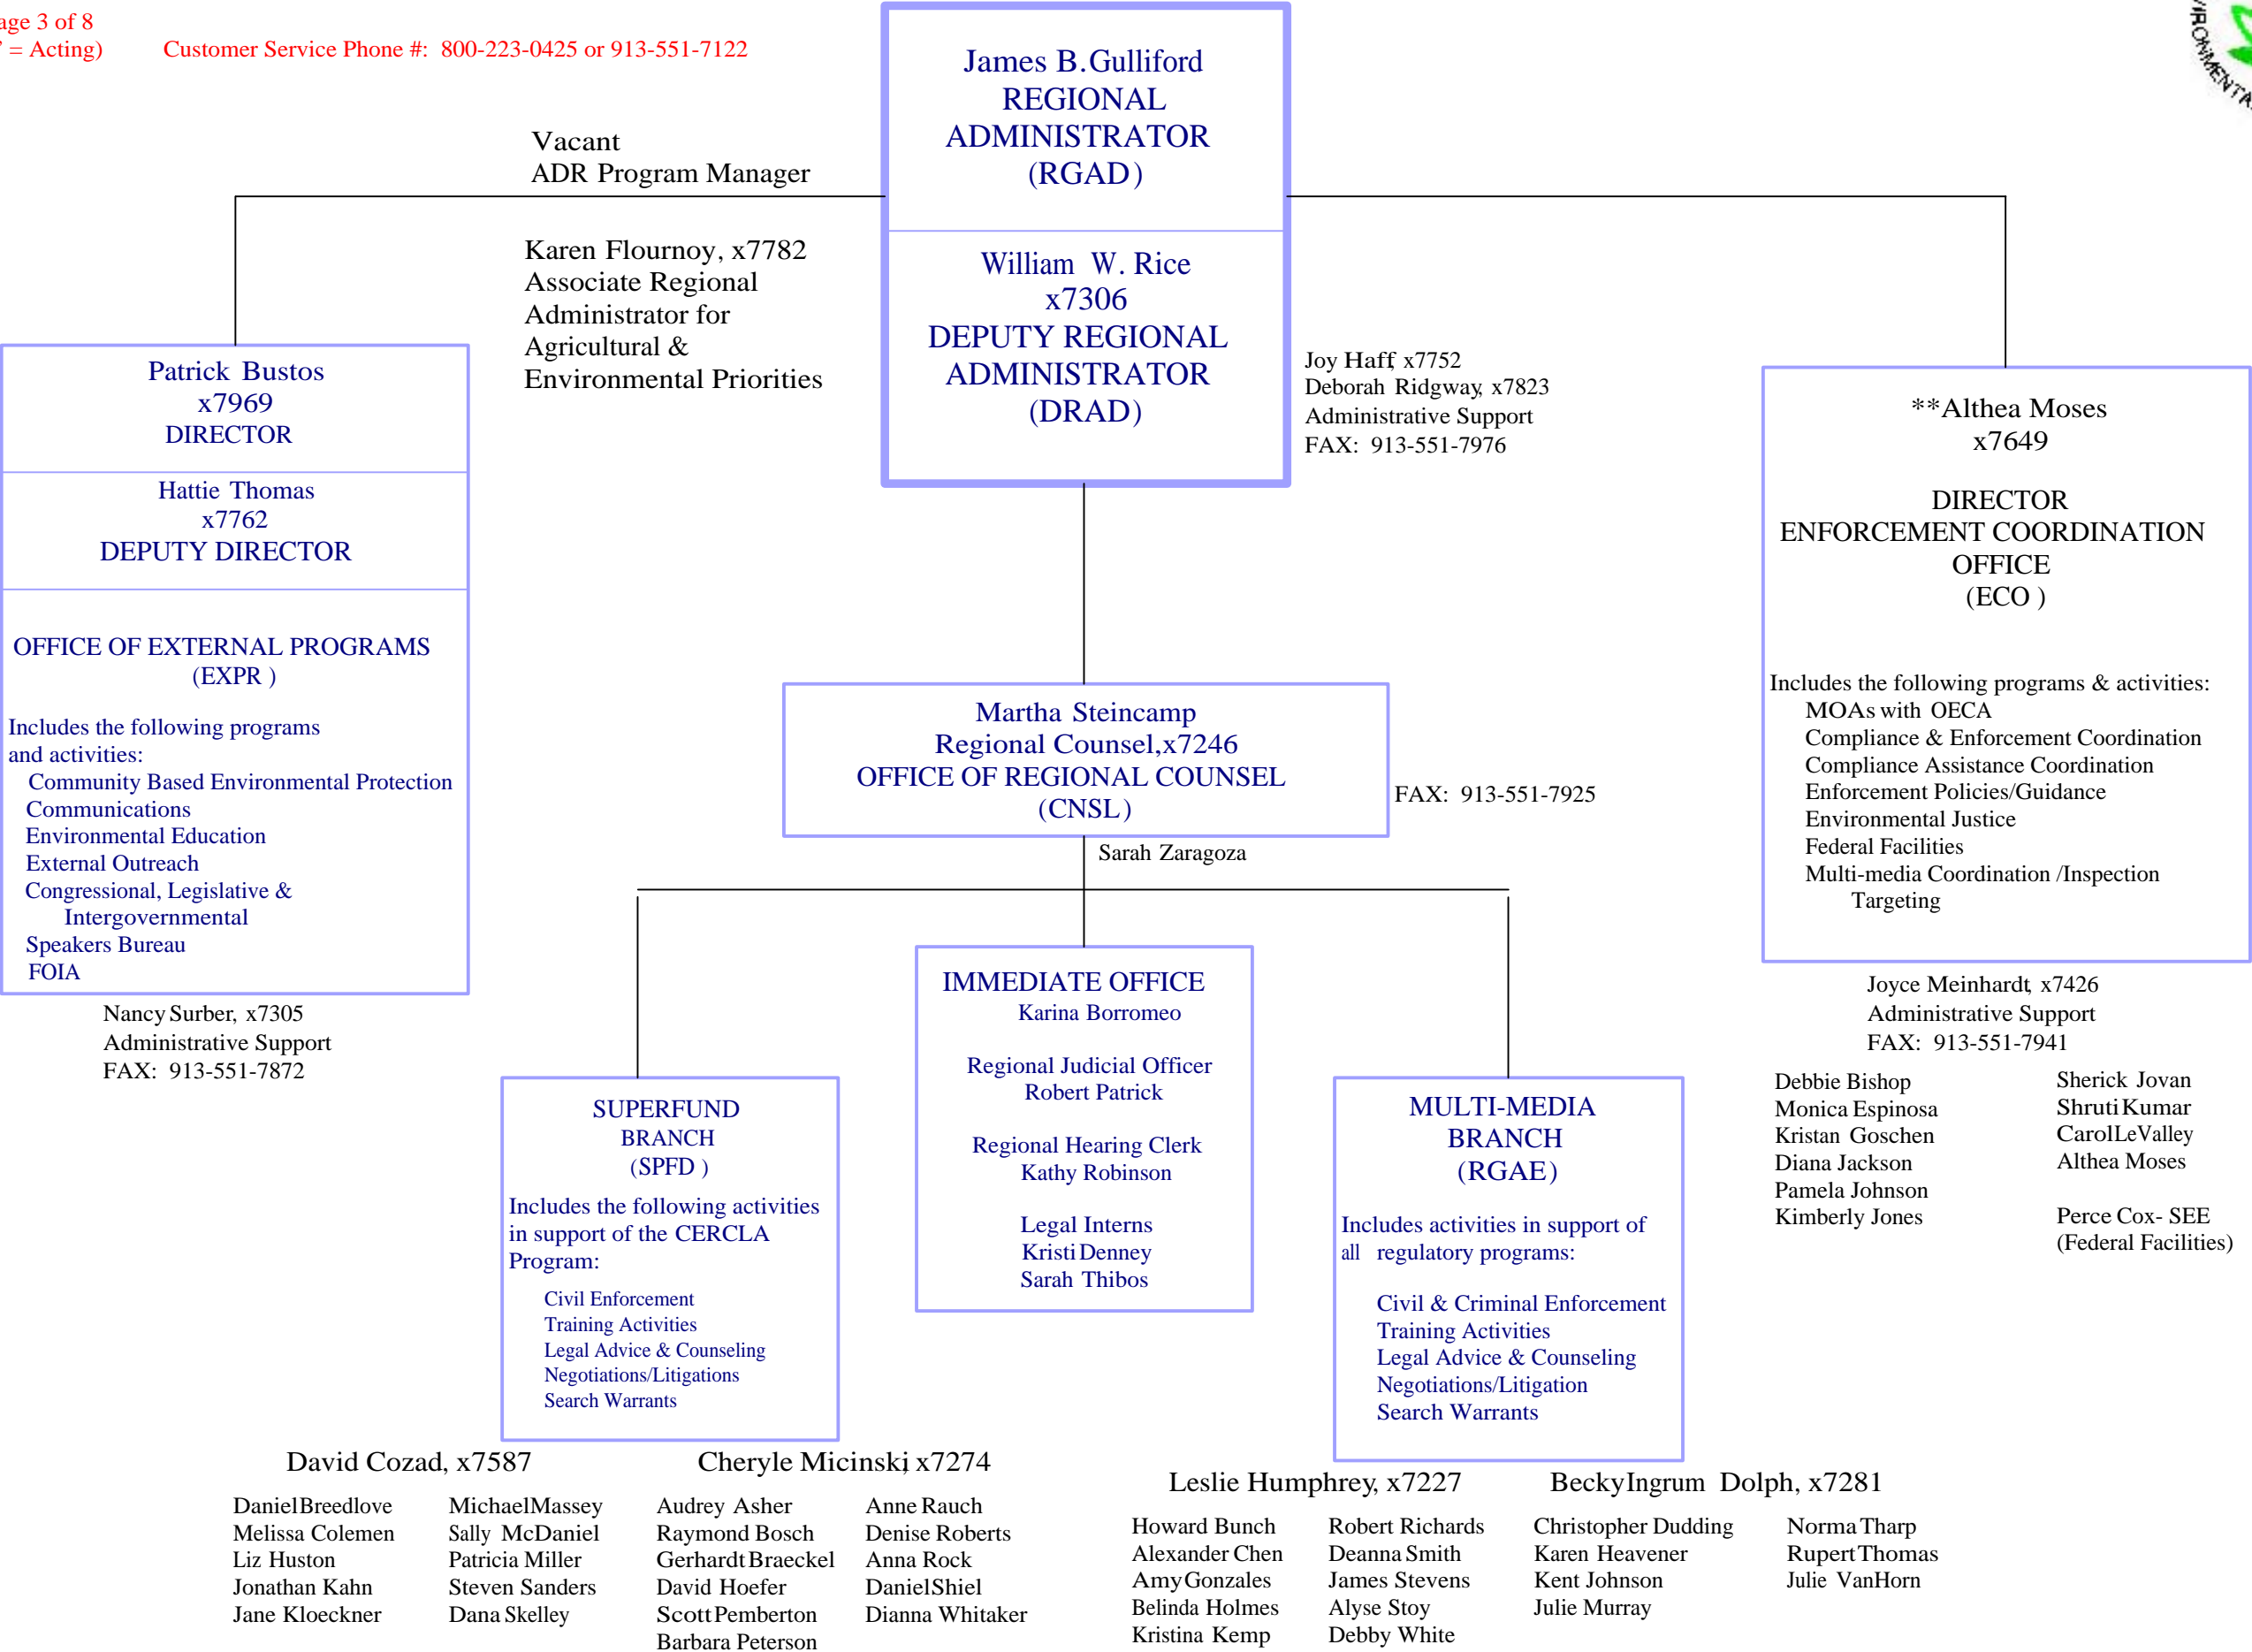 age 3 of 8
= Acting)
Customer Service Phone #: 800-223-0425 or 913-551-7122
James B.Gulliford
REGIONAL
ADMINISTRATOR
(RGAD)
William W. Rice
x7306
DEPUTY REGIONAL
ADMINISTRATOR
(DRAD)
Vacant
ADR Program Manager
Karen Flournoy, x7782
Associate Regional
Administrator for
Agricultural &
Environmental Priorities
Joy Haff, x7752
Deborah Ridgway, x7823
Administrative Support
FAX: 913-551-7976
Patrick Bustos
x7969
DIRECTOR
Hattie Thomas
x7762
DEPUTY DIRECTOR
OFFICE OF EXTERNAL PROGRAMS
(EXPR )
Includes the following programs
and activities:
Community Based Environmental Protection
Communications
Environmental Education
External Outreach
Congressional, Legislative &
Intergovernmental
Speakers Bureau
FOIA
Nancy Surber, x7305
Administrative Support
FAX: 913-551-7872
**Althea Moses
x7649
DIRECTOR
ENFORCEMENT COORDINATION
OFFICE
(ECO )
Includes the following programs & activities:
MOAs with OECA
Compliance & Enforcement Coordination
Compliance Assistance Coordination
Enforcement Policies/Guidance
Environmental Justice
Federal Facilities
Multi-media Coordination /Inspection
Targeting
Joyce Meinhardt, x7426
Administrative Support
FAX: 913-551-7941
Debbie Bishop
Monica Espinosa
Kristan Goschen
Diana Jackson
Pamela Johnson
Kimberly Jones
Sherick Jovan
Shruti Kumar
Carol LeValley
Althea Moses
Perce Cox- SEE
(Federal Facilities)
Martha Steincamp
Regional Counsel,x7246
OFFICE OF REGIONAL COUNSEL
(CNSL)
FAX: 913-551-7925
Sarah Zaragoza
SUPERFUND
BRANCH
(SPFD )
Includes the following activities
in support of the CERCLA
Program:
Civil Enforcement
Training Activities
Legal Advice & Counseling
Negotiations/Litigations
Search Warrants
IMMEDIATE OFFICE
Karina Borromeo
Regional Judicial Officer
Robert Patrick
Regional Hearing Clerk
Kathy Robinson
Legal Interns
Kristi Denney
Sarah Thibos
MULTI-MEDIA
BRANCH
(RGAE)
Includes activities in support of
all regulatory programs:
Civil & Criminal Enforcement
Training Activities
Legal Advice & Counseling
Negotiations/Litigation
Search Warrants
David Cozad, x7587
Daniel Breedlove
Melissa Colemen
Liz Huston
Jonathan Kahn
Jane Kloeckner
Michael Massey
Sally McDaniel
Patricia Miller
Steven Sanders
Dana Skelley
Cheryle Micinski, x7274
Audrey Asher
Raymond Bosch
Gerhardt Braeckel
David Hoefer
Scott Pemberton
Barbara Peterson
Anne Rauch
Denise Roberts
Anna Rock
Daniel Shiel
Dianna Whitaker
Leslie Humphrey, x7227
Howard Bunch
Alexander Chen
Amy Gonzales
Belinda Holmes
Kristina Kemp
Robert Richards
Deanna Smith
James Stevens
Alyse Stoy
Debby White
Becky Ingrum Dolph, x7281
Christopher Dudding
Karen Heavener
Kent Johnson
Julie Murray
Norma Tharp
Rupert Thomas
Julie VanHorn